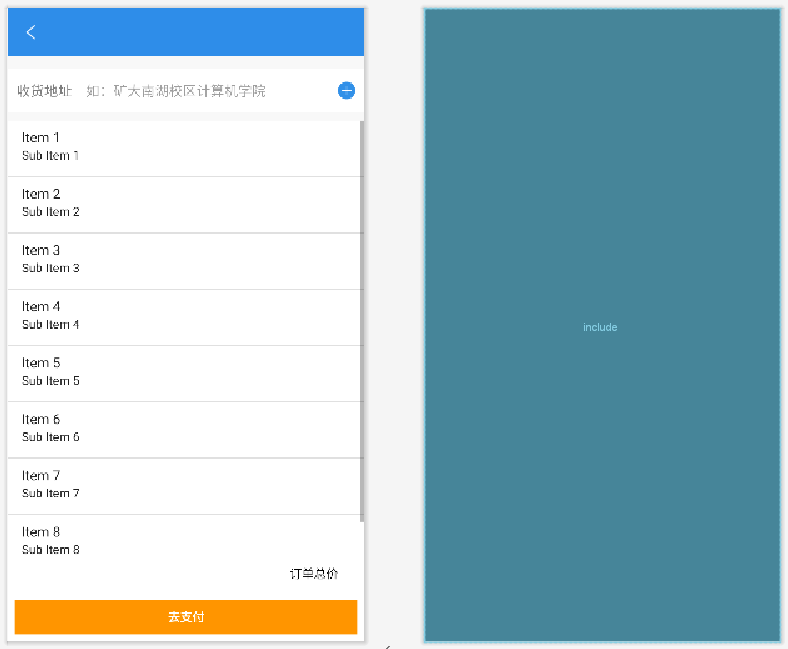 收货地址 如：矿大南湖校区计算机学院
Item 1
Sub Item 1
Item 2
Sub Item 2
Item 3
Sub Item 3
Item 4
Sub Item 4
Item 5
Sub Item 5
Item 6
Sub Item 6
Item 7
Sub Item 7
Item 8
Sub Item 8
订单总价
去支付
include